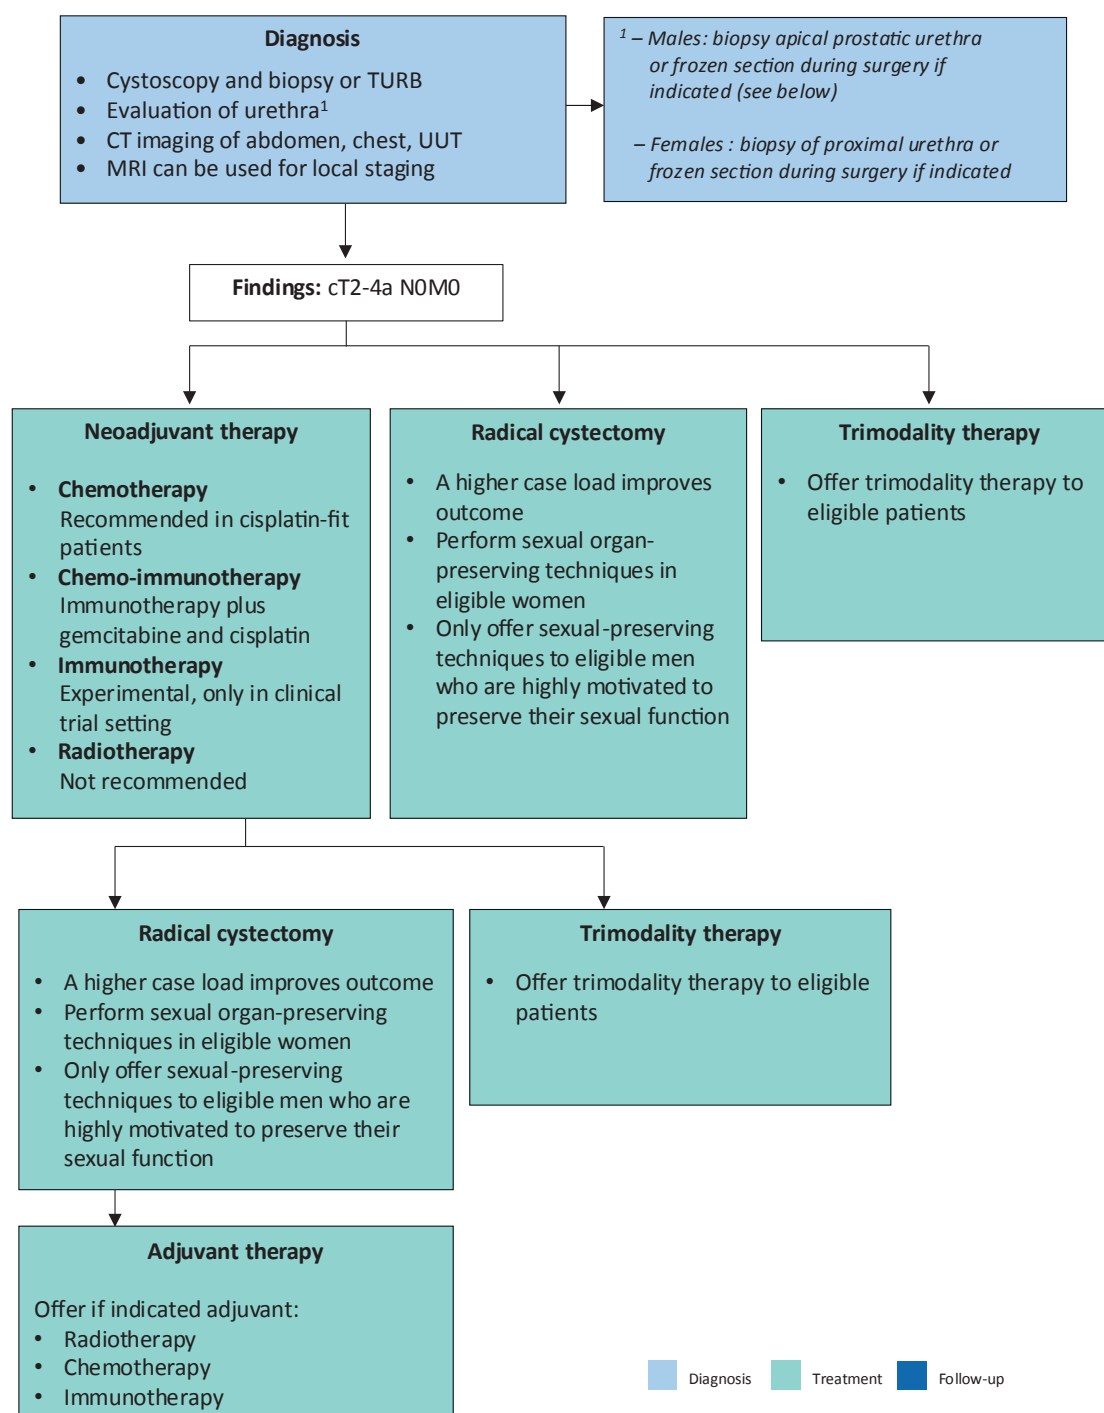 Diagnosis
• Cystoscopy and biopsy or TURB
• Evaluation of urethra¹
• CT imaging of abdomen, chest, UUT
• MRI can be used for local staging
¹ – Males: biopsy apical prostatic urethra
or frozen section during surgery if
indicated (see below)
– Females : biopsy of proximal urethra or
frozen section during surgery if indicated
Findings: cT2-4a N0M0
Neoadjuvant therapy
• Chemotherapy
Recommended in cisplatin-fit
patients
• Chemo-immunotherapy
Immunotherapy plus
gemcitabine and cisplatin
• Immunotherapy
Experimental, only in clinical
trial setting
• Radiotherapy
Not recommended
Radical cystectomy
• A higher case load improves
outcome
• Perform sexual organ-
preserving techniques in
eligible women
• Only offer sexual-preserving
techniques to eligible men
who are highly motivated to
preserve their sexual function
Trimodality therapy
• Offer trimodality therapy to
eligible patients
Radical cystectomy
• A higher case load improves outcome
• Perform sexual organ-preserving
techniques in eligible women
• Only offer sexual-preserving
techniques to eligible men who are
highly motivated to preserve their
sexual function
Trimodality therapy
• Offer trimodality therapy to eligible
patients
Adjuvant therapy
Offer if indicated adjuvant:
• Radiotherapy
• Chemotherapy
• Immunotherapy
Diagnosis
Treatment
Follow-up